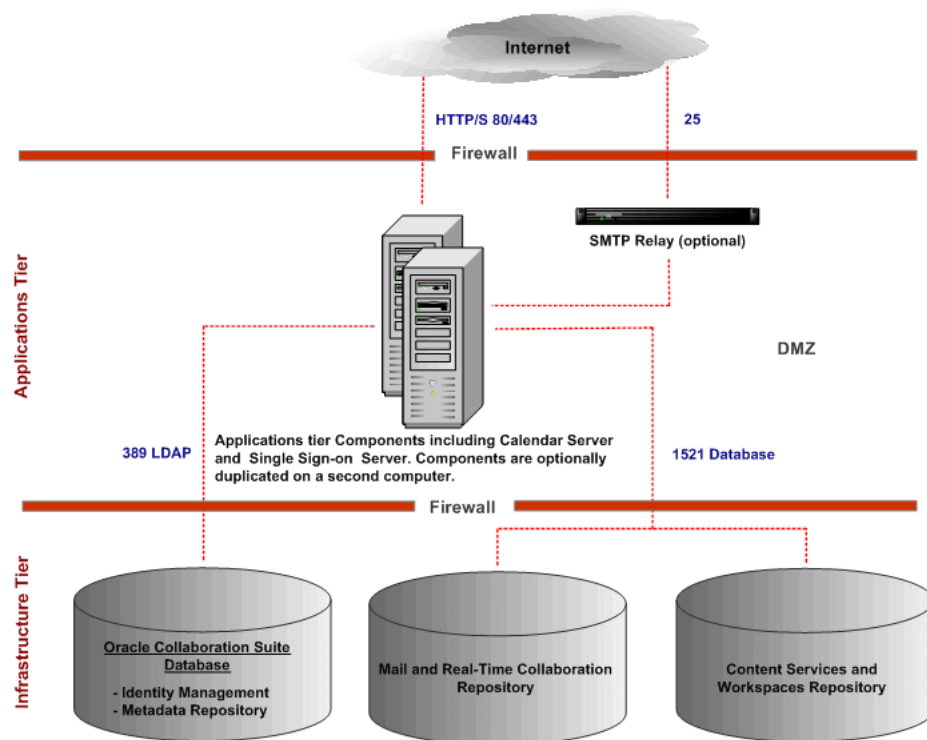 Internet
HTTP/S 80/443
25
Firewall
SMTP Relay (optional)
Applications Tier
DMZ
389 LDAP
Applications tier Components including Calendar Server
and Single Sign-on Server. Components are optionally
duplicated on a second computer.
1521 Database
Firewall
Infrastructure Tier
Oracle Collaboration Suite
Database
- Identity Management
- Metadata Repository
Mail and Real-Time Collaboration
Repository
Content Services and
Workspaces Repository